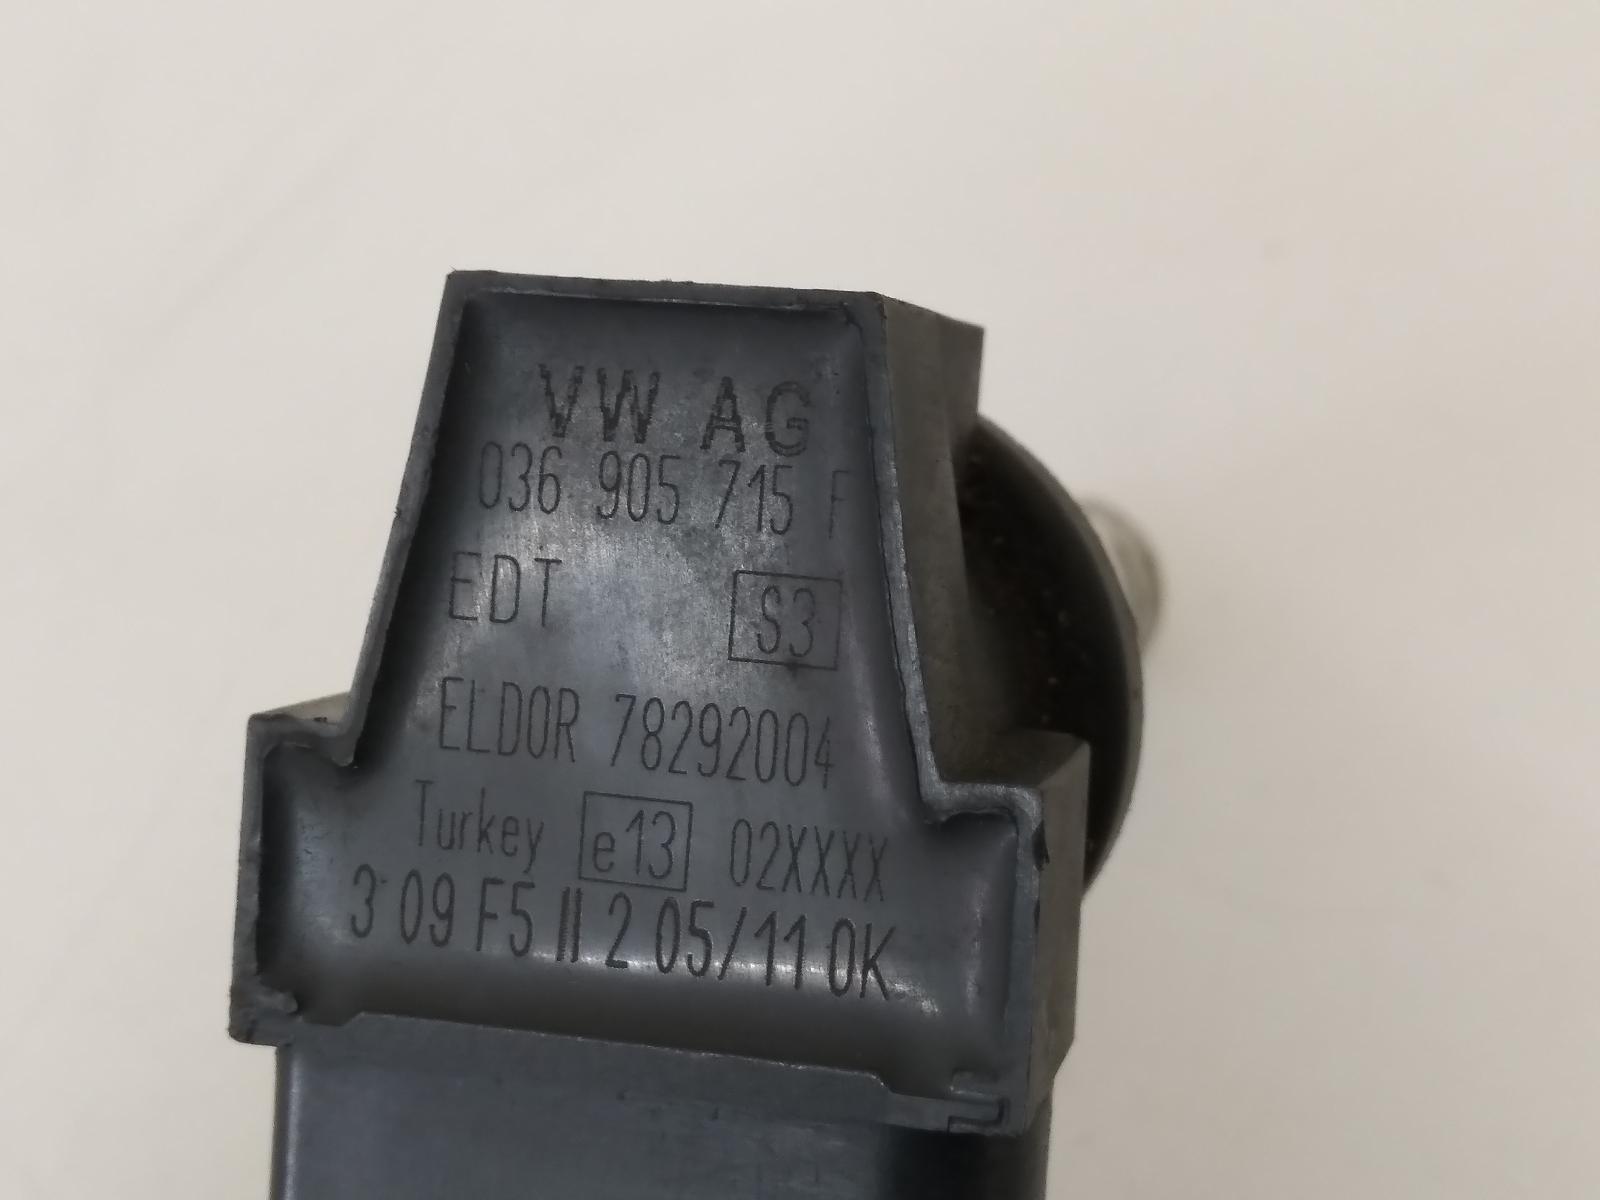 VW AG
036 905 715 F
EDT S3
ELDOR 78292004
Turkey e13 02XXXX
3 09 F5 II 2 05/11 OK